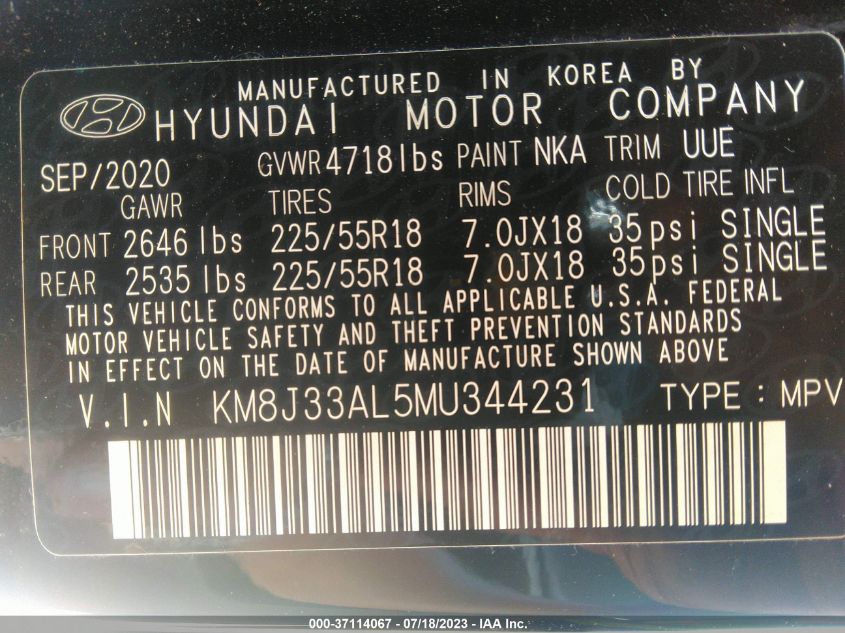 MANUFACTURED IN KOREA BY
HYUNDAI MOTOR COMPANY
SEP/2020 GVWR 4718lbs PAINT NKA TRIM UUE
GAWR TIRES RIMS COLD TIRE INFL
FRONT 2646 lbs 225/55R18 7.0JX18 35psi SINGLE
REAR 2535 lbs 225/55R18 7.0JX18 35psi SINGLE
THIS VEHICLE CONFORMS TO ALL APPLICABLE U.S.A. FEDERAL
MOTOR VEHICLE SAFETY AND THEFT PREVENTION STANDARDS
IN EFFECT ON THE DATE OF MANUFACTURE SHOWN ABOVE
V.I.N KM8J33AL5MU344231 TYPE : MPV
000-37114067 - 07/18/2023 - IAA Inc.